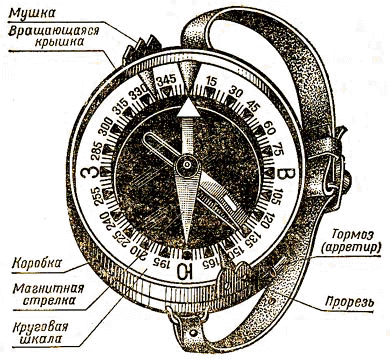 Мушка
Вращающаяся
крышка
345
15
30
45
60
75
В
105
120
135
150
165
Ю
195
210
225
240
255
З
285
300
315
330
Коробка
Магнитная
стрелка
Круговая
шкала
Тормоз
(арретир)
Прорезь